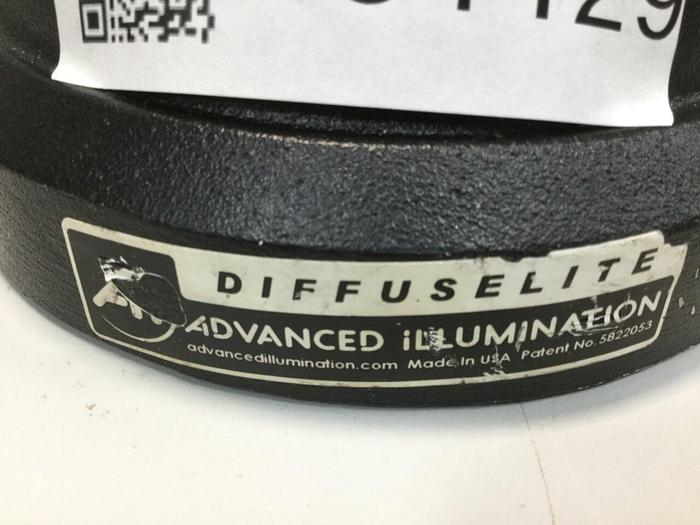 DIFFUSELITE
ADVANCED iLLUMINATION
advancedillumination.com Made In USA Patent No. 5822053